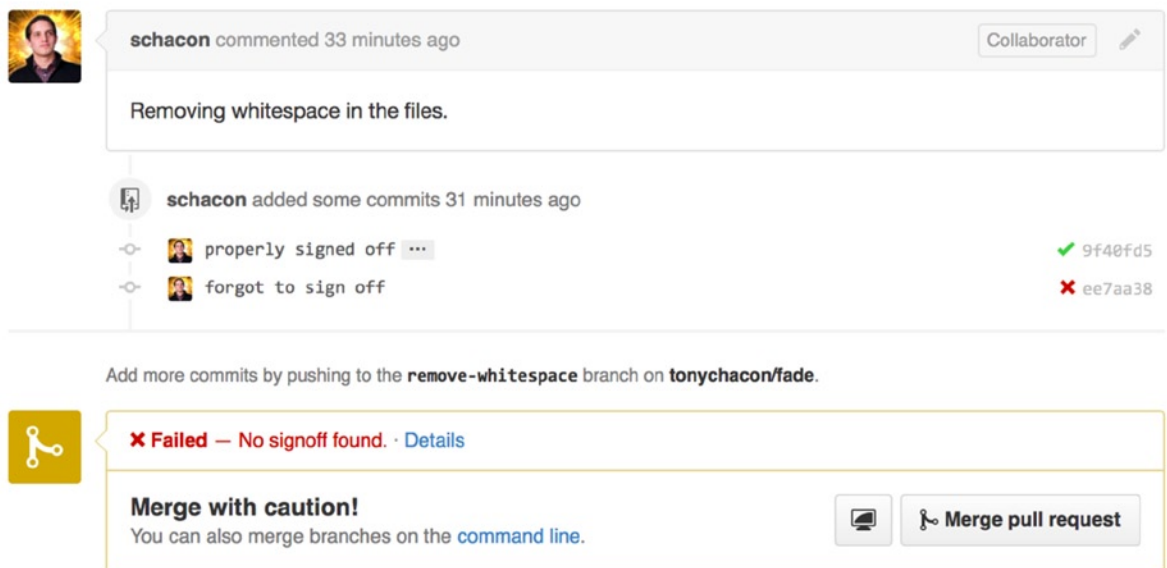 schacon commented 33 minutes ago Collaborator
Removing whitespace in the files.
schacon added some commits 31 minutes ago
properly signed off ... 9f40fd5
forgot to sign off ee7aa38
Add more commits by pushing to the remove-whitespace branch on tonychacon/fade.
Failed — No signoff found. · Details
Merge with caution!
You can also merge branches on the command line.
Merge pull request